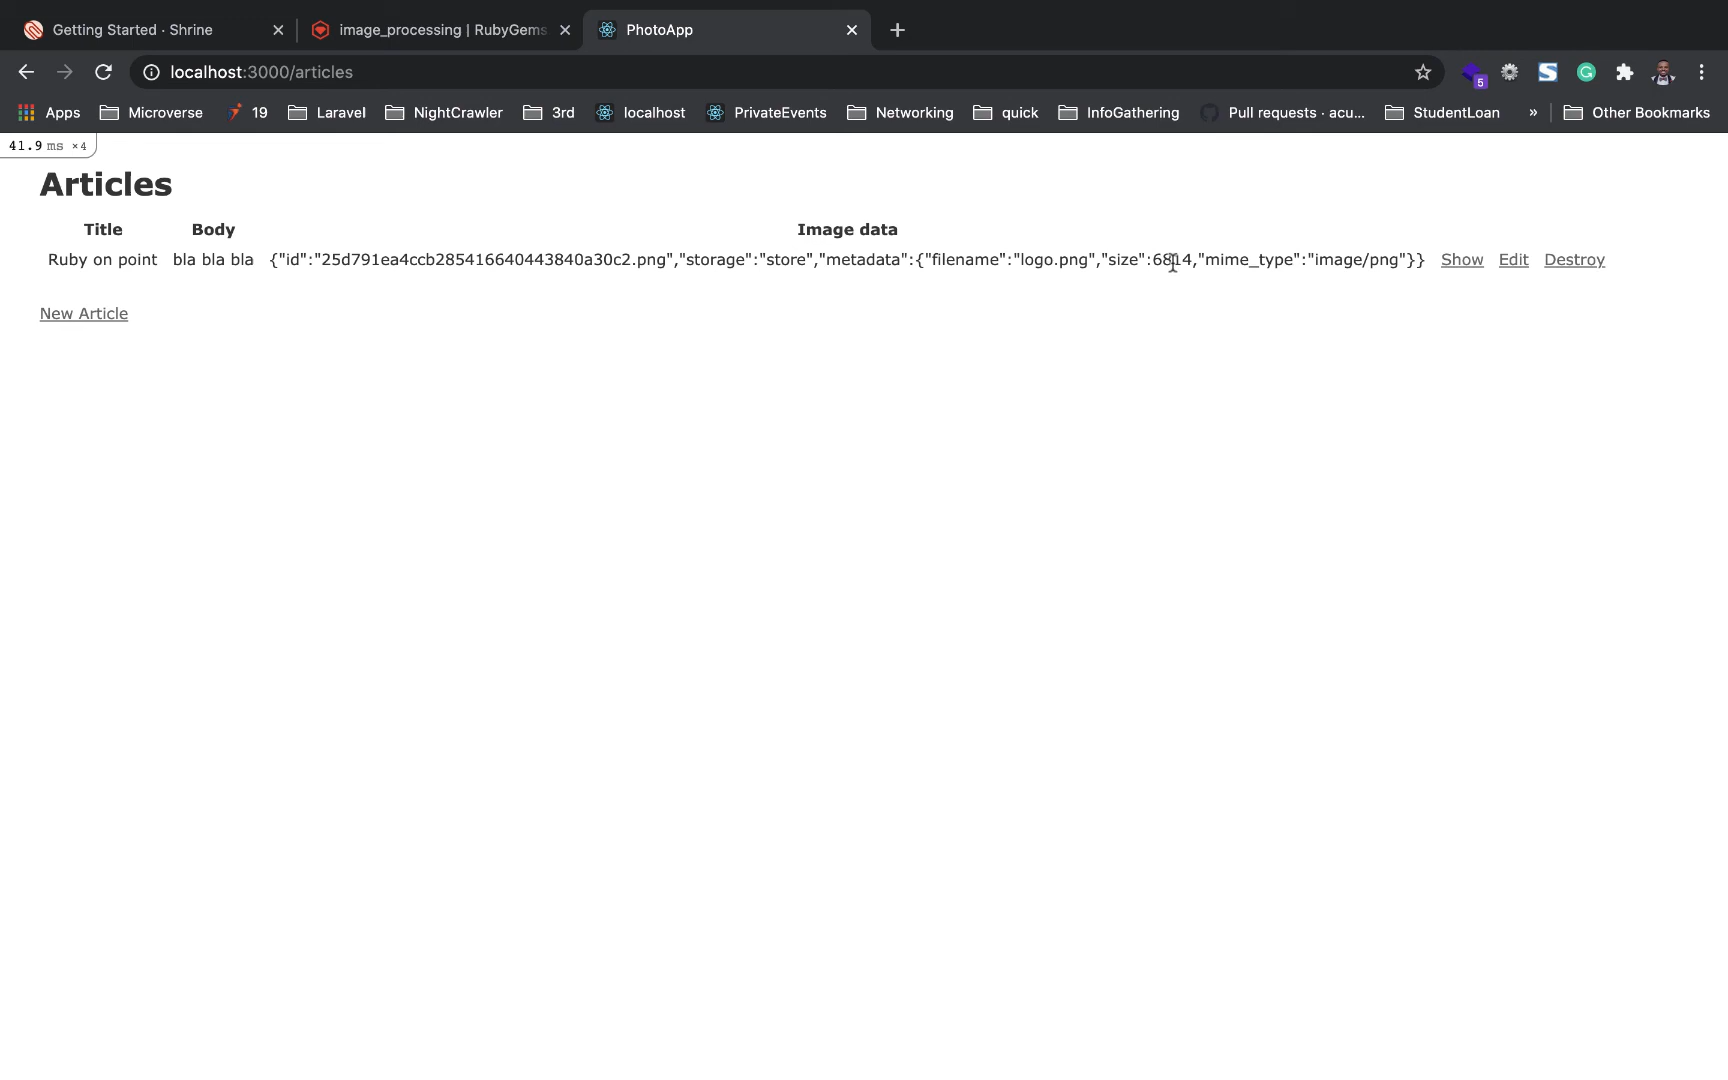 Getting Started · Shrine
image_processing | RubyGems
PhotoApp
localhost:3000/articles
5
Apps
Microverse
19
Laravel
NightCrawler
3rd
localhost
PrivateEvents
Networking
quick
InfoGathering
Pull requests · acu...
StudentLoan
»
Other Bookmarks
41.9 ms ×4
Articles
Title Body Image data
Ruby on point bla bla bla {"id":"25d791ea4ccb285416640443840a30c2.png","storage":"store","metadata":{"filename":"logo.png","size":6814,"mime_type":"image/png"}} Show Edit Destroy
New Article